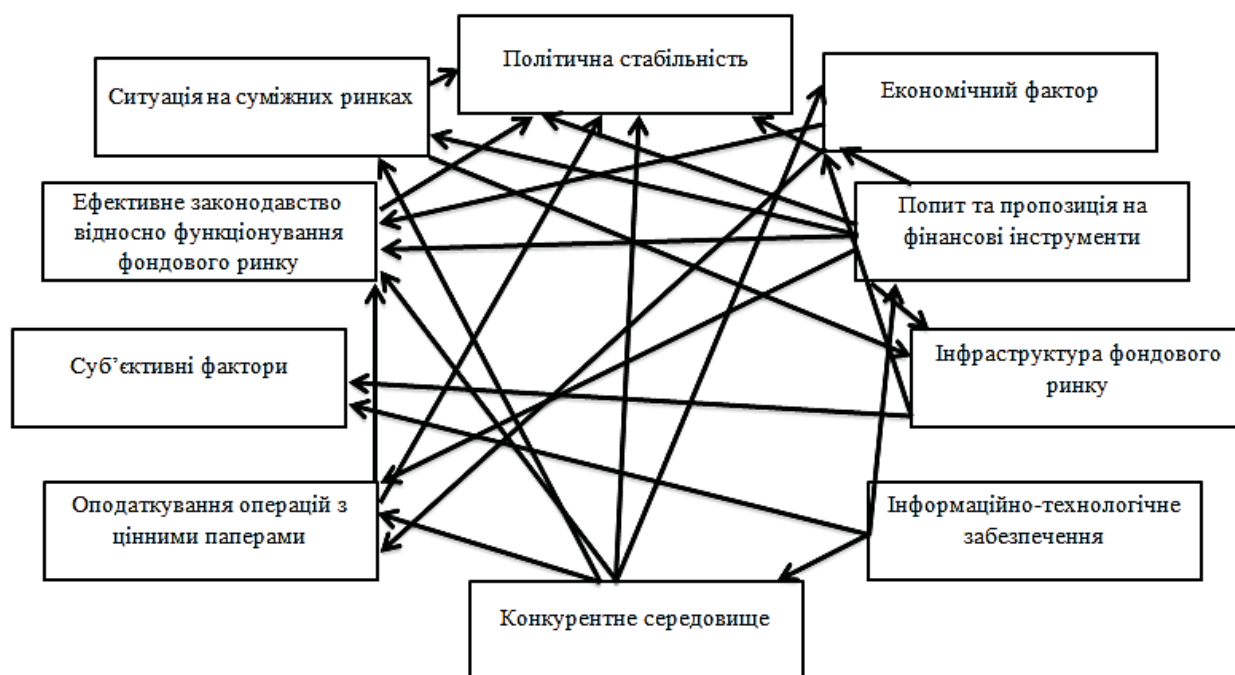 Політична стабільність
Ситуація на суміжних ринках
Економічний фактор
Ефективне законодавство
відносно функціонування
фондового ринку
Попит та пропозиція на
фінансові інструменти
Суб’єктивні фактори
Інфраструктура фондового
ринку
Оподаткування операцій з
цінними паперами
Інформаційно-технологічне
забезпечення
Конкурентне середовище